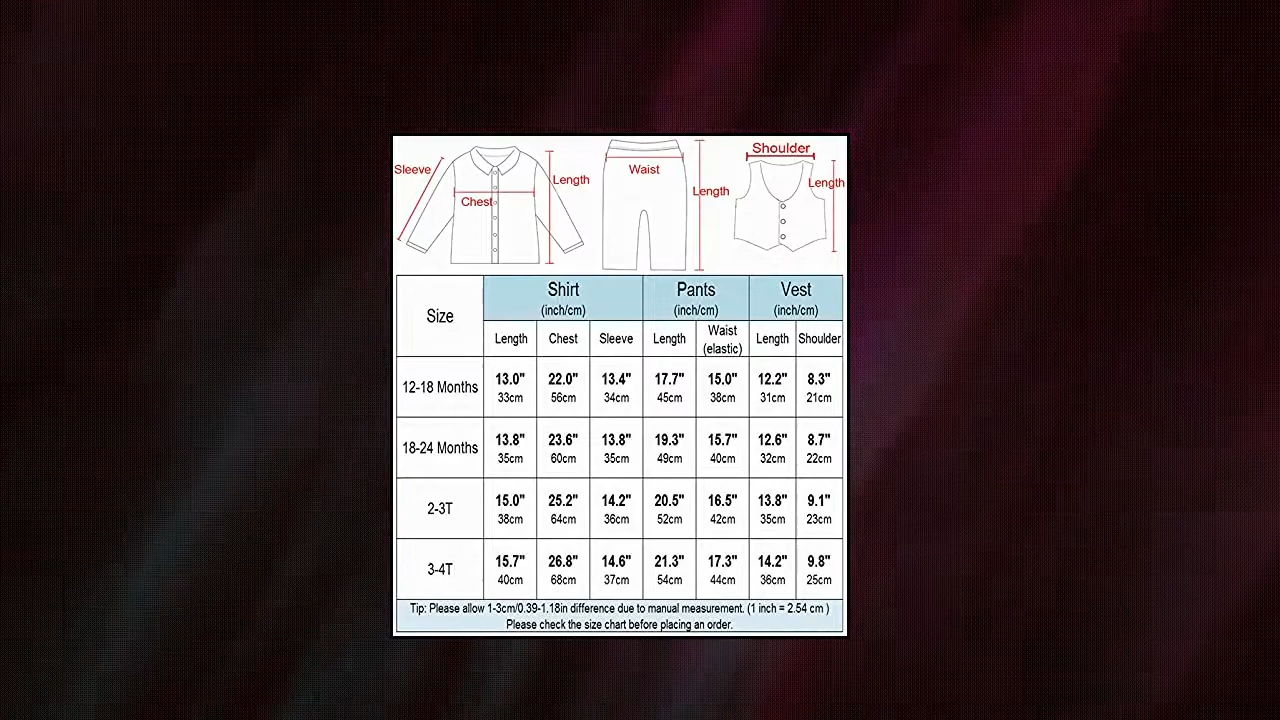 Sleeve
Chest
Length
Waist
Length
Shoulder
Length
Size
Shirt
(inch/cm)
Pants
(inch/cm)
Vest
(inch/cm)
Length Chest Sleeve Length Waist (elastic) Length Shoulder
12-18 Months
13.0" 22.0" 13.4" 17.7" 15.0" 12.2" 8.3"
33cm 56cm 34cm 45cm 38cm 31cm 21cm
18-24 Months
13.8" 23.6" 13.8" 19.3" 15.7" 12.6" 8.7"
35cm 60cm 35cm 49cm 40cm 32cm 22cm
2-3T
15.0" 25.2" 14.2" 20.5" 16.5" 13.8" 9.1"
38cm 64cm 36cm 52cm 42cm 35cm 23cm
3-4T
15.7" 26.8" 14.6" 21.3" 17.3" 14.2" 9.8"
40cm 68cm 37cm 54cm 44cm 36cm 25cm
Tip: Please allow 1-3cm/0.39-1.18in difference due to manual measurement. (1 inch = 2.54 cm )
Please check the size chart before placing an order.